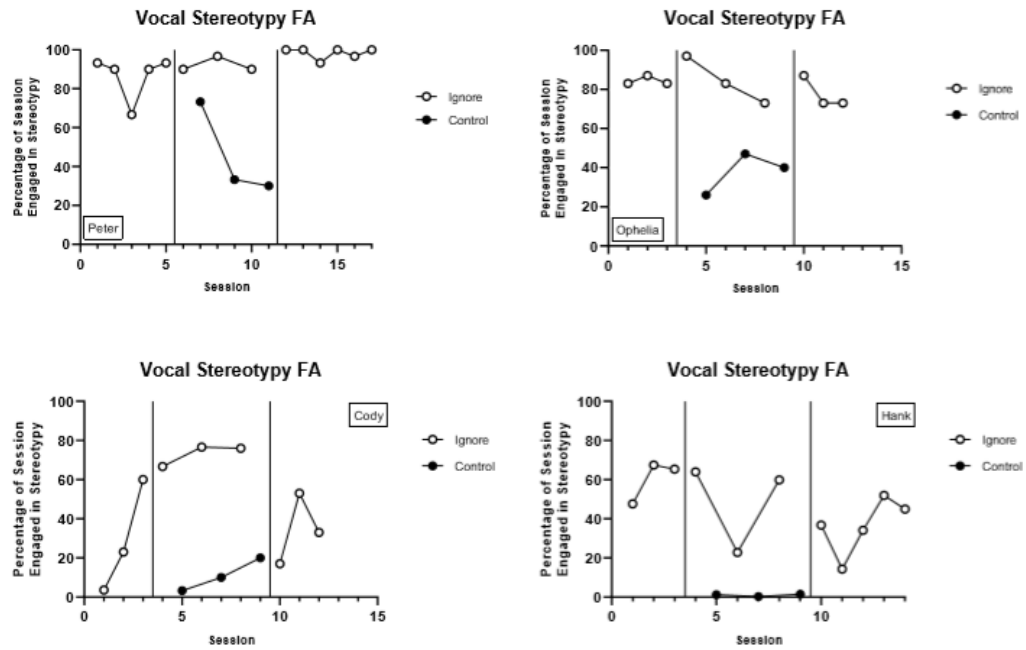 Vocal Stereotypy FA
100
80
60
40
20
0
Percentage of Session
Engaged in Stereotypy
Peter
0 5 10 15
Session
Ignore
Control
Vocal Stereotypy FA
100
80
60
40
20
0
Percentage of Session
Engaged in Stereotypy
Ophelia
0 5 10 15
Session
Ignore
Control
Vocal Stereotypy FA
100
80
60
40
20
0
Percentage of Session
Engaged in Stereotypy
Cody
0 5 10 15
Session
Ignore
Control
Vocal Stereotypy FA
100
80
60
40
20
0
Percentage of Session
Engaged in Stereotypy
Hank
0 5 10
Session
Ignore
Control